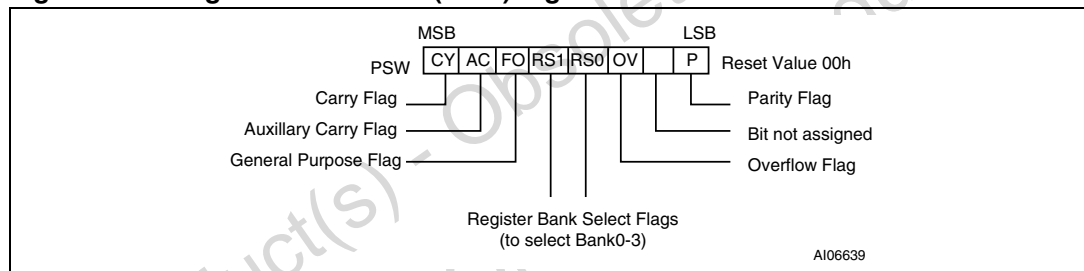 MSB LSB
PSW CY AC FO RS1 RS0 OV P Reset Value 00h
Carry Flag Parity Flag
Auxillary Carry Flag Bit not assigned
General Purpose Flag Overflow Flag
Register Bank Select Flags
(to select Bank0-3)
AI06639